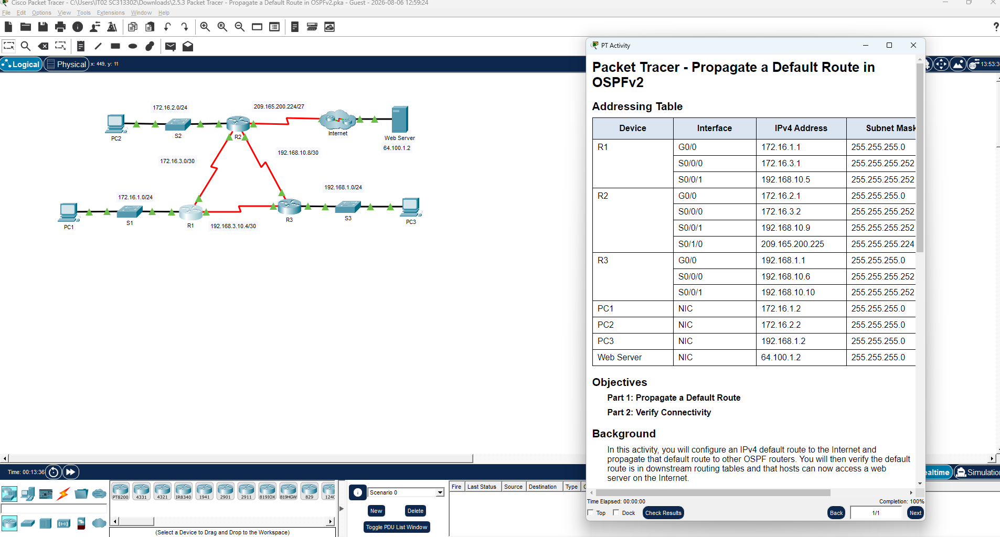 Cisco Packet Tracer - C:\Users\IT02 SC313302\Downloads\2.5.3 Packet Tracer - Propagate a Default Route in OSPFv2.pka - Guest - 2026-08-06 12:59:24
File Edit Options View Tools Extensions Window Help
?
Logical Physical x: 449, y: 11
13:53:3
172.16.2.0/24
209.165.200.224/27
PC2
S2
R2
Internet
Web Server
64.100.1.2
172.16.3.0/30
192.168.10.8/30
192.168.1.0/24
172.16.1.0/24
PC1
S1
R1
192.168.3.10.4/30
R3
S3
PC3
PT Activity
Packet Tracer - Propagate a Default Route in
OSPFv2
Addressing Table
Device Interface IPv4 Address Subnet Mask
R1 G0/0 172.16.1.1 255.255.255.0
S0/0/0 172.16.3.1 255.255.255.252
S0/0/1 192.168.10.5 255.255.255.252
R2 G0/0 172.16.2.1 255.255.255.0
S0/0/0 172.16.3.2 255.255.255.252
S0/0/1 192.168.10.9 255.255.255.252
S0/1/0 209.165.200.225 255.255.255.224
R3 G0/0 192.168.1.1 255.255.255.0
S0/0/0 192.168.10.6 255.255.255.252
S0/0/1 192.168.10.10 255.255.255.252
PC1 NIC 172.16.1.2 255.255.255.0
PC2 NIC 172.16.2.2 255.255.255.0
PC3 NIC 192.168.1.2 255.255.255.0
Web Server NIC 64.100.1.2 255.255.255.0
Objectives
Part 1: Propagate a Default Route
Part 2: Verify Connectivity
Background
In this activity, you will configure an IPv4 default route to the Internet and
propagate that default route to other OSPF routers. You will then verify the default
route is in downstream routing tables and that hosts can now access a web
server on the Internet.
Time Elapsed: 00:00:00 Completion: 100%
Top Dock Check Results Back 1/1 Next
Time: 00:13:36
ealtime Simulatio
PT8200 4331 4321 IR8340 1941 2901 2911 819IOX 819HGW 829 1240
(Select a Device to Drag and Drop to the Workspace)
Scenario 0
New Delete
Toggle PDU List Window
Fire Last Status Source Destination Type C